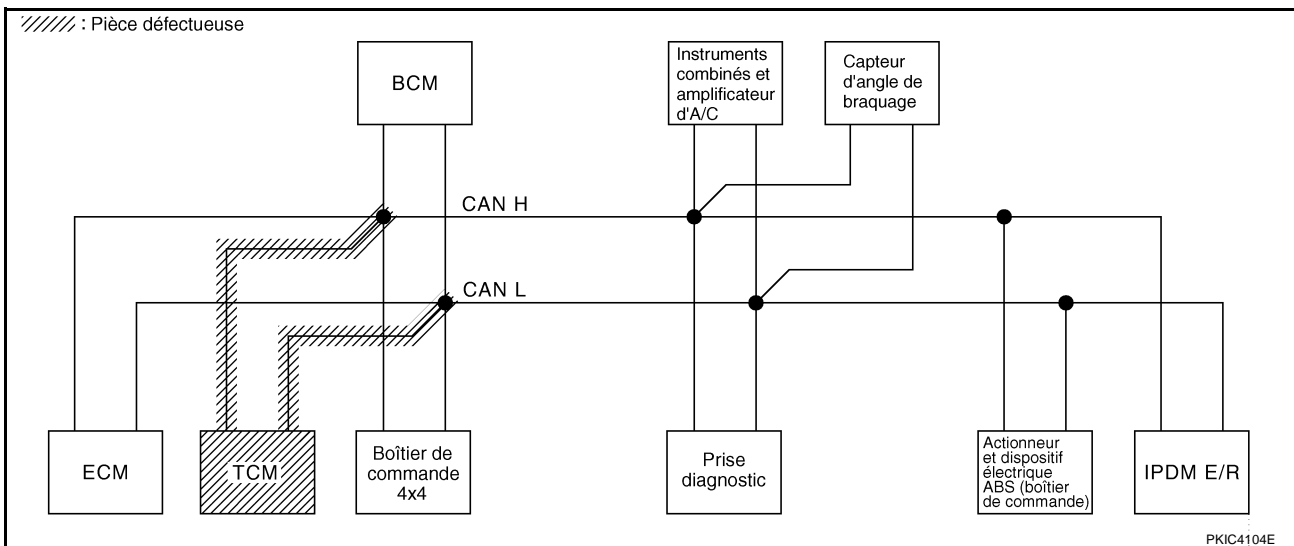 : Pièce défectueuse
BCM
Instruments
combinés et
amplificateur
d'A/C
Capteur
d'angle de
braquage
CAN H
CAN L
ECM
TCM
Boîtier de
commande
4x4
Prise
diagnostic
Actionneur
et dispositif
électrique
ABS (boîtier
de commande)
IPDM E/R
PKIC4104E